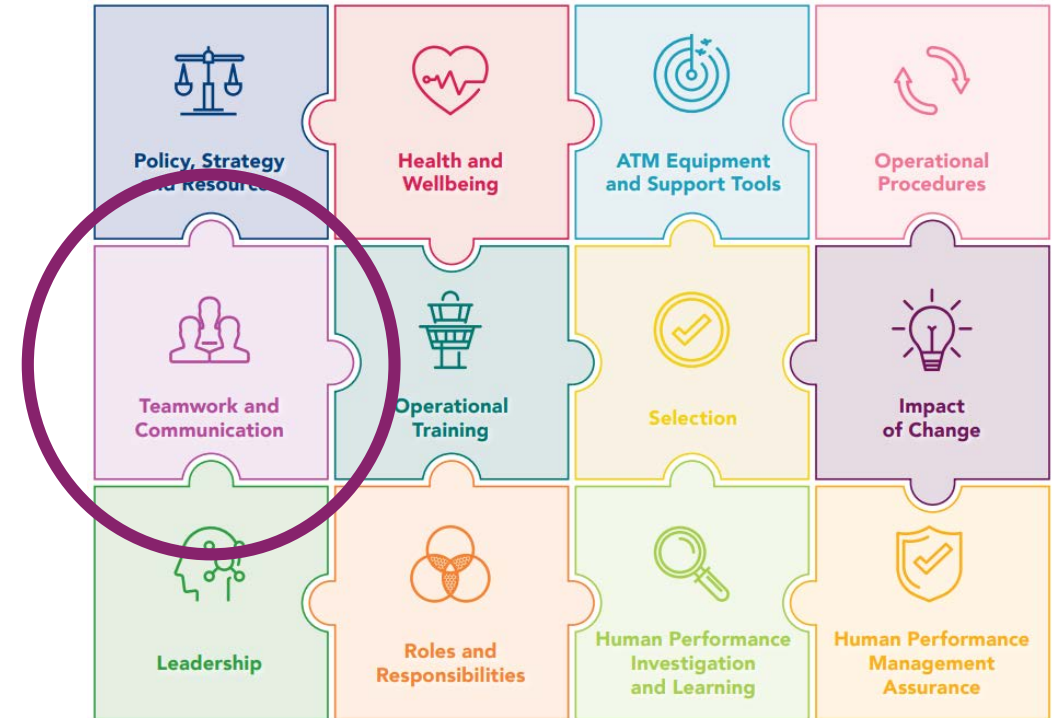 Policy, Strategy
and Resources
Health and
Wellbeing
ATM Equipment
and Support Tools
Operational
Procedures
Teamwork and
Communication
Operational
Training
Selection
Impact
of Change
Leadership
Roles and
Responsibilities
Human Performance
Investigation
and Learning
Human Performance
Management
Assurance